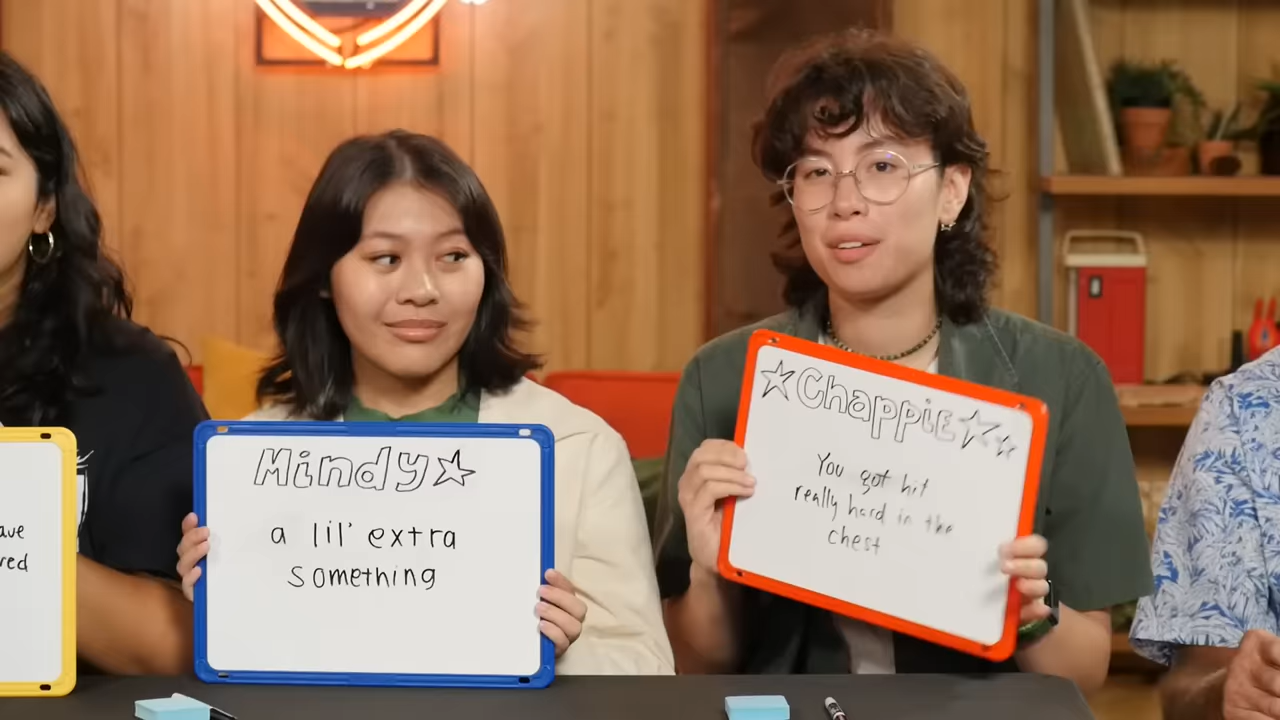 ave
red
Mindy
a lil' extra
something
Chappie
You got hit
really hard in the
chest